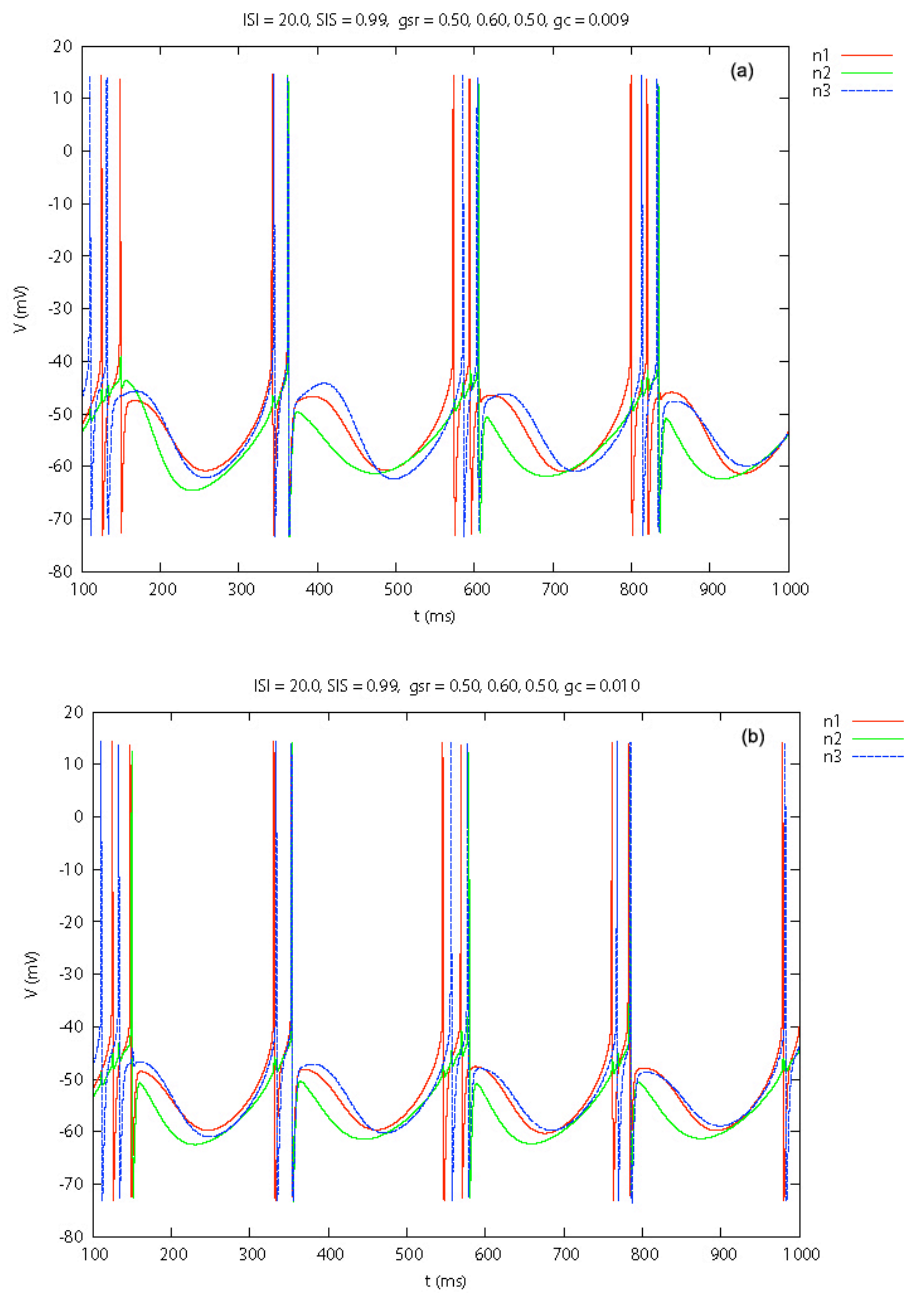 ISI = 20.0, SIS = 0.99, gsr = 0.50, 0.60, 0.50, gc = 0.009
20
10
0
-10
-20
-30
-40
-50
-60
-70
-80
V (mV)
(a)
n1
n2
n3
100 200 300 400 500 600 700 800 900 1000
t (ms)
ISI = 20.0, SIS = 0.99, gsr = 0.50, 0.60, 0.50, gc = 0.010
20
10
0
-10
-20
-30
-40
-50
-60
-70
-80
V (mV)
(b)
n1
n2
n3
100 200 300 400 500 600 700 800 900 1000
t (ms)